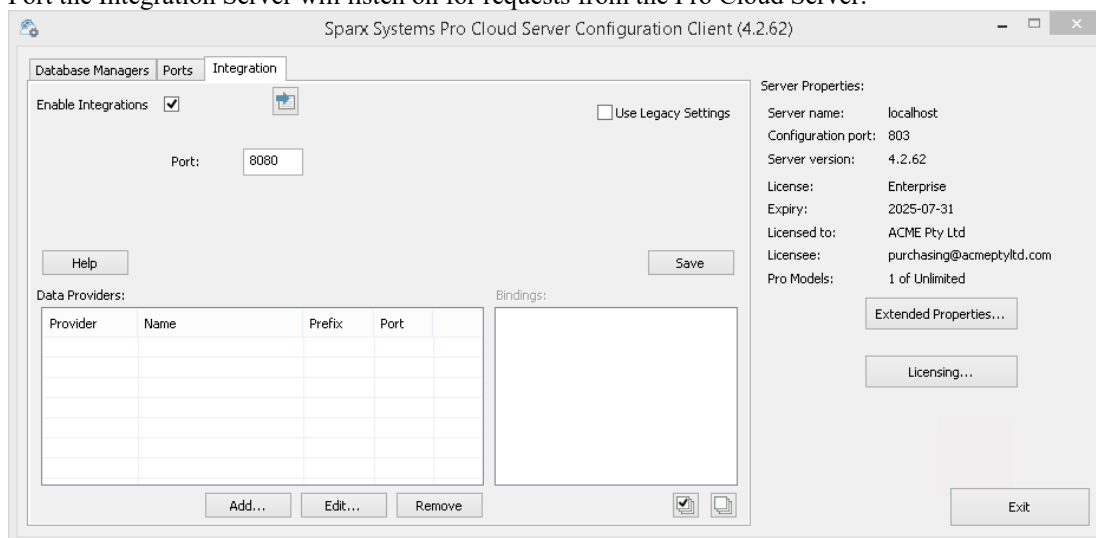 Port the Integration Server will listen on for requests from the Pro Cloud Server.
Sparx Systems Pro Cloud Server Configuration Client (4.2.62)
Database Managers Ports Integration
Enable Integrations
Use Legacy Settings
Port: 8080
Help
Save
Data Providers:
Bindings:
Provider Name Prefix Port
Add... Edit... Remove
Server Properties:
Server name: localhost
Configuration port: 803
Server version: 4.2.62
License: Enterprise
Expiry: 2025-07-31
Licensed to: ACME Pty Ltd
Licensee: purchasing@acmeptyltd.com
Pro Models: 1 of Unlimited
Extended Properties...
Licensing...
Exit